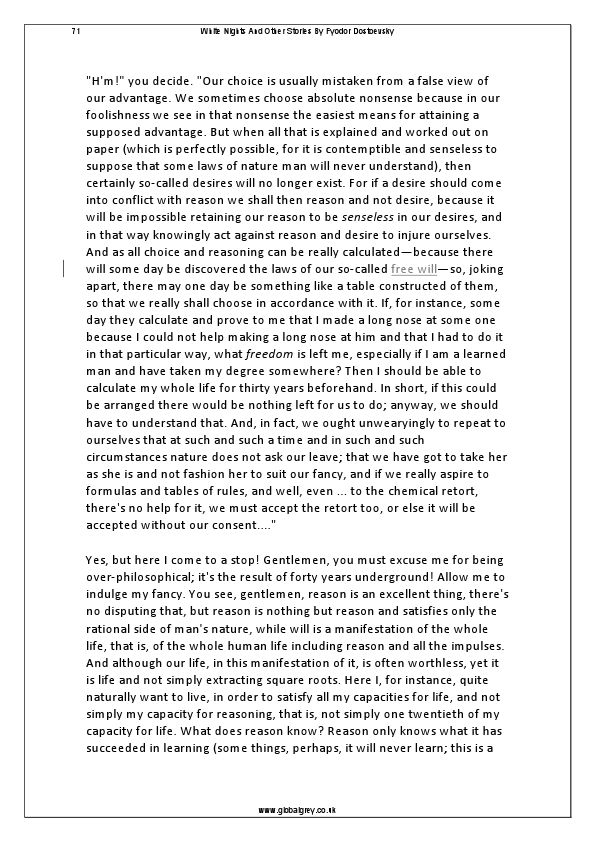 71 White Nights And Other Stories By Fyodor Dostoevsky
"H'm!" you decide. "Our choice is usually mistaken from a false view of
our advantage. We sometimes choose absolute nonsense because in our
foolishness we see in that nonsense the easiest means for attaining a
supposed advantage. But when all that is explained and worked out on
paper (which is perfectly possible, for it is contemptible and senseless to
suppose that some laws of nature man will never understand), then
certainly so-called desires will no longer exist. For if a desire should come
into conflict with reason we shall then reason and not desire, because it
will be impossible retaining our reason to be senseless in our desires, and
in that way knowingly act against reason and desire to injure ourselves.
And as all choice and reasoning can be really calculated—because there
will some day be discovered the laws of our so-called free will—so, joking
apart, there may one day be something like a table constructed of them,
so that we really shall choose in accordance with it. If, for instance, some
day they calculate and prove to me that I made a long nose at some one
because I could not help making a long nose at him and that I had to do it
in that particular way, what freedom is left me, especially if I am a learned
man and have taken my degree somewhere? Then I should be able to
calculate my whole life for thirty years beforehand. In short, if this could
be arranged there would be nothing left for us to do; anyway, we should
have to understand that. And, in fact, we ought unwearyingly to repeat to
ourselves that at such and such a time and in such and such
circumstances nature does not ask our leave; that we have got to take her
as she is and not fashion her to suit our fancy, and if we really aspire to
formulas and tables of rules, and well, even ... to the chemical retort,
there's no help for it, we must accept the retort too, or else it will be
accepted without our consent...."
Yes, but here I come to a stop! Gentlemen, you must excuse me for being
over-philosophical; it's the result of forty years underground! Allow me to
indulge my fancy. You see, gentlemen, reason is an excellent thing, there's
no disputing that, but reason is nothing but reason and satisfies only the
rational side of man's nature, while will is a manifestation of the whole
life, that is, of the whole human life including reason and all the impulses.
And although our life, in this manifestation of it, is often worthless, yet it
is life and not simply extracting square roots. Here I, for instance, quite
naturally want to live, in order to satisfy all my capacities for life, and not
simply my capacity for reasoning, that is, not simply one twentieth of my
capacity for life. What does reason know? Reason only knows what it has
succeeded in learning (some things, perhaps, it will never learn; this is a
www.globalgrey.co.uk